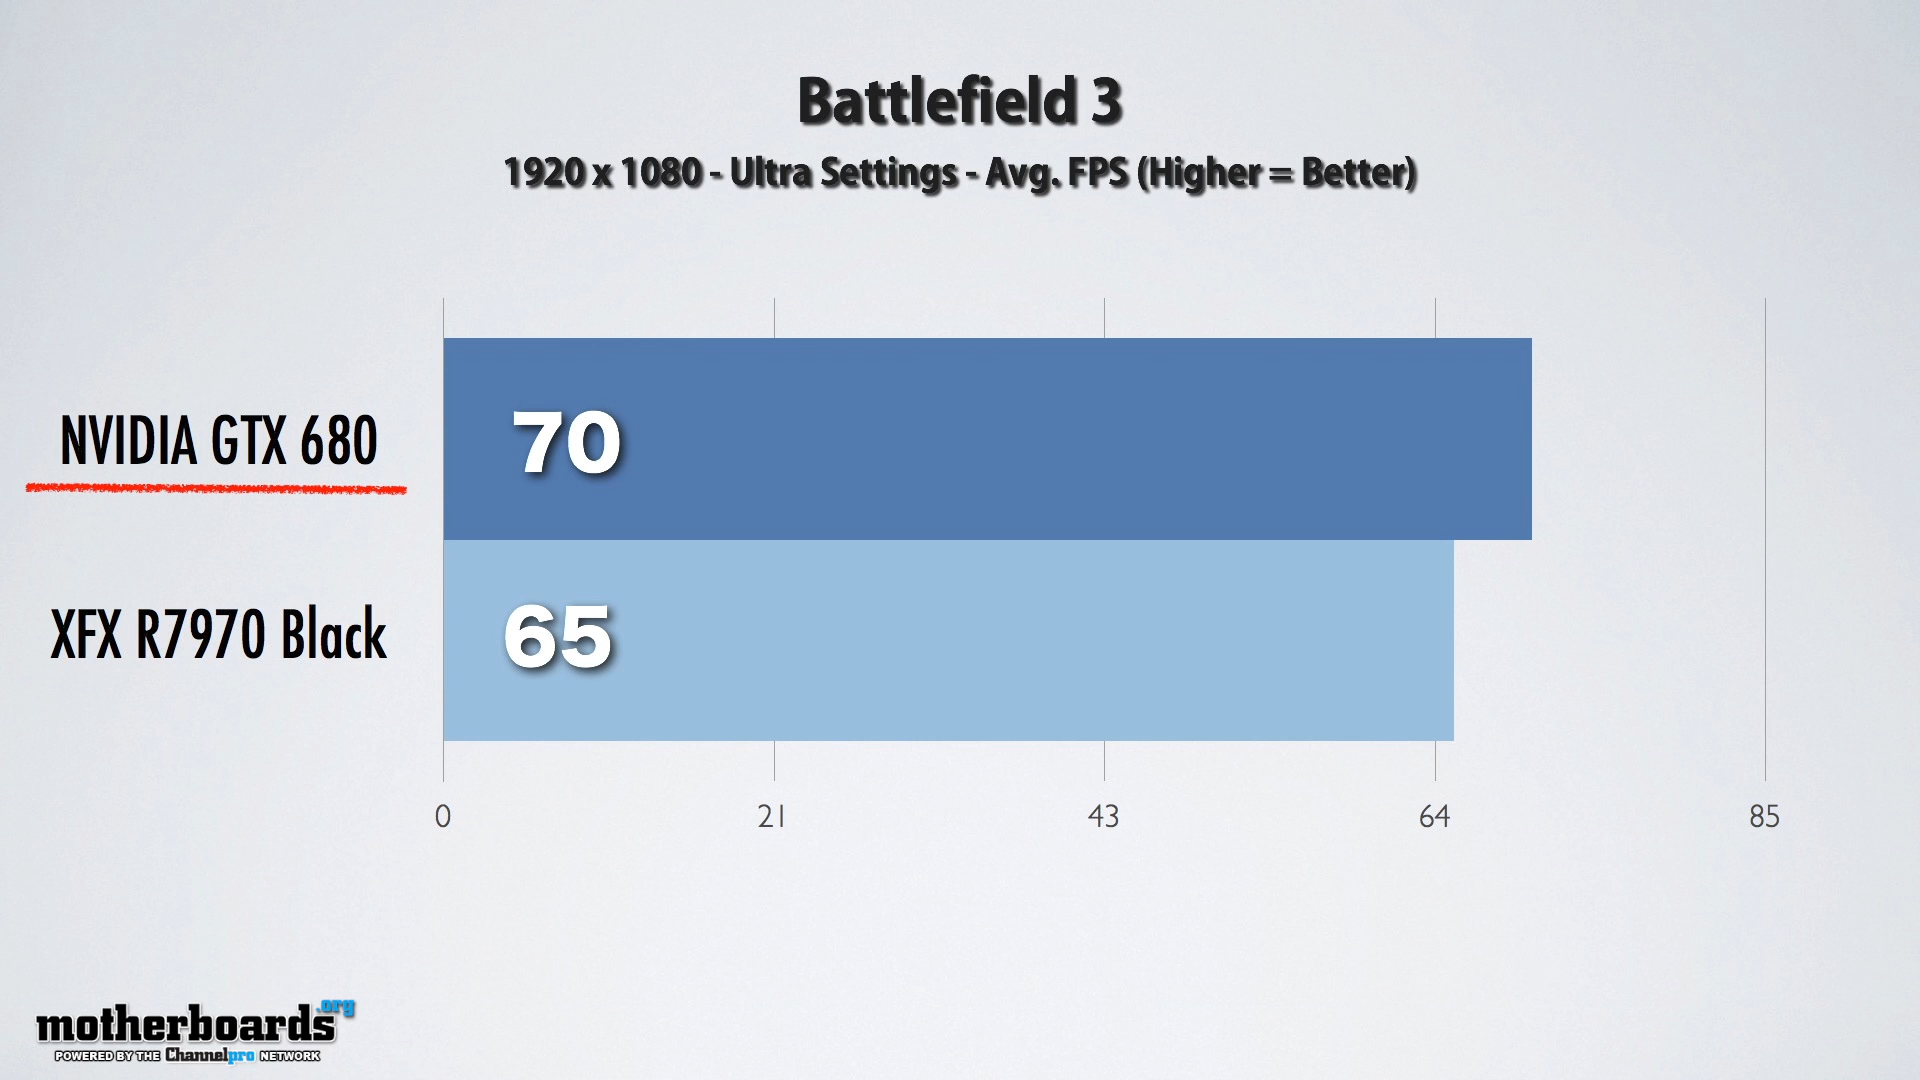 Battlefield 3
1920 x 1080 - Ultra Settings - Avg. FPS (Higher = Better)
NVIDIA GTX 680
70
XFX R7970 Black
65
0 21 43 64 85
motherboards.org
POWERED BY THE Channelpro NETWORK